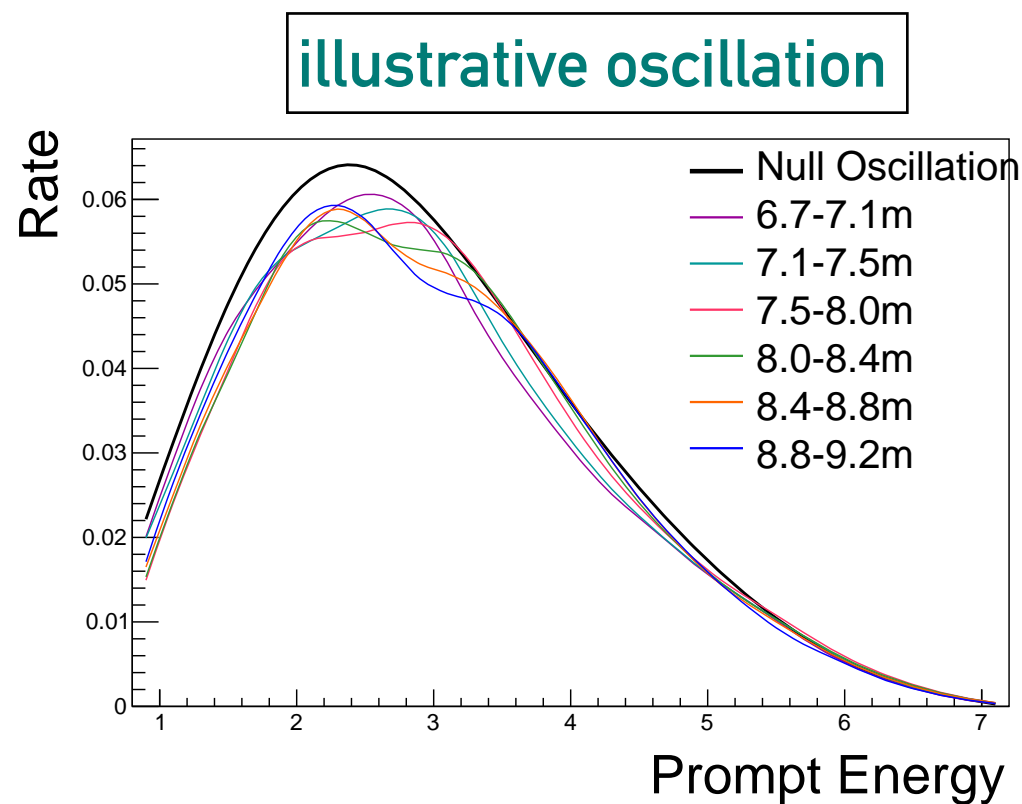 illustrative oscillation
Rate
Null Oscillation
6.7-7.1m
7.1-7.5m
7.5-8.0m
8.0-8.4m
8.4-8.8m
8.8-9.2m
0.06
0.05
0.04
0.03
0.02
0.01
0
1 2 3 4 5 6 7
Prompt Energy